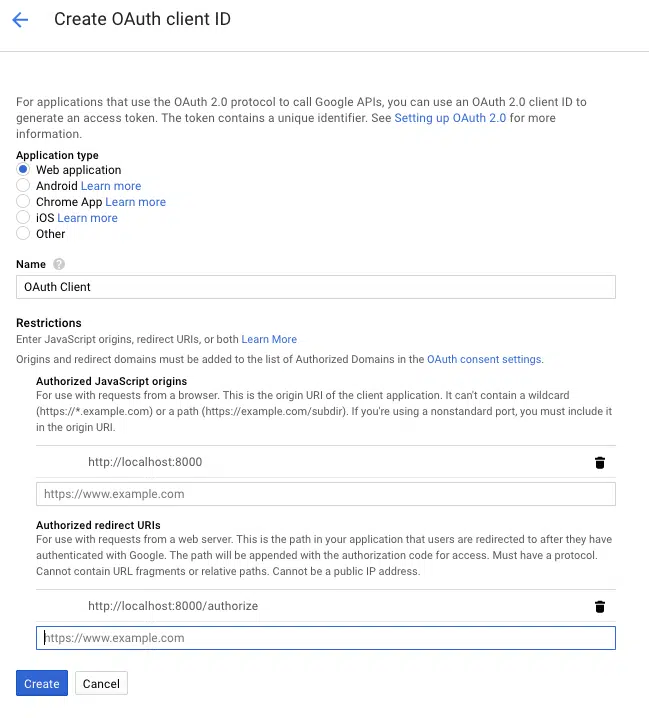 Create OAuth client ID
For applications that use the OAuth 2.0 protocol to call Google APIs, you can use an OAuth 2.0 client ID to
generate an access token. The token contains a unique identifier. See Setting up OAuth 2.0 for more
information.
Application type
Web application
Android Learn more
Chrome App Learn more
iOS Learn more
Other
Name ?
OAuth Client
Restrictions
Enter JavaScript origins, redirect URIs, or both Learn More
Origins and redirect domains must be added to the list of Authorized Domains in the OAuth consent settings.
Authorized JavaScript origins
For use with requests from a browser. This is the origin URI of the client application. It can't contain a wildcard
(https://*.example.com) or a path (https://example.com/subdir). If you're using a nonstandard port, you must include it
in the origin URI.
http://localhost:8000
https://www.example.com
Authorized redirect URIs
For use with requests from a web server. This is the path in your application that users are redirected to after they have
authenticated with Google. The path will be appended with the authorization code for access. Must have a protocol.
Cannot contain URL fragments or relative paths. Cannot be a public IP address.
http://localhost:8000/authorize
https://www.example.com
Create Cancel